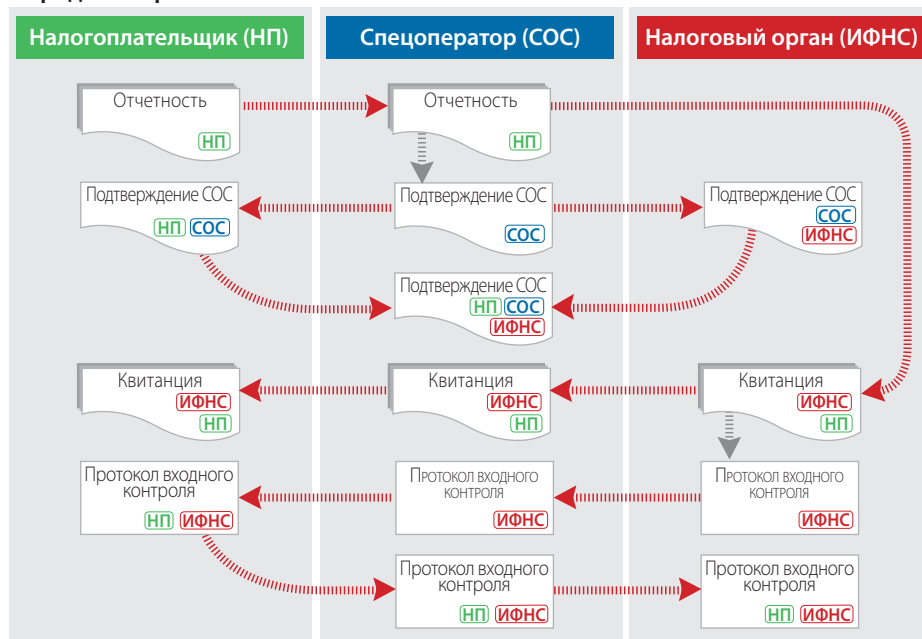 Налогоплательщик (НП) Спецоператор (СОС) Налоговый орган (ИФНС)
Отчетность Отчетность
НП НП
Подтверждение СОС Подтверждение СОС Подтверждение СОС
НП СОС СОС СОС
ИФНС
Подтверждение СОС
НП СОС
ИФНС
Квитанция Квитанция Квитанция
ИФНС ИФНС ИФНС
НП НП НП
Протокол входного Протокол входного Протокол входного
контроля контроля контроля
НП ИФНС ИФНС ИФНС
Протокол входного Протокол входного
контроля контроля
НП ИФНС НП ИФНС